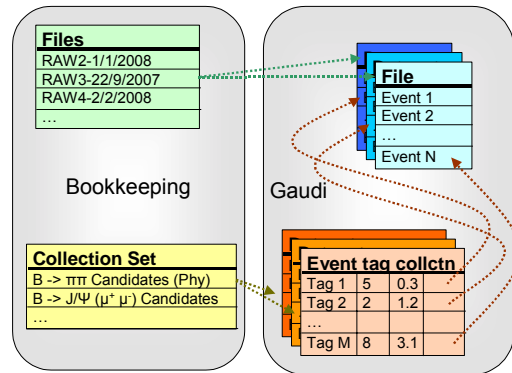 Files
RAW2-1/1/2008
RAW3-22/9/2007
RAW4-2/2/2008
…
Bookkeeping
Collection Set
B -> ππ Candidates (Phy)
B -> J/Ψ (μ⁺ μ⁻) Candidates
…
File
Event 1
Event 2
…
Event N
Gaudi
Event tag collctn
Tag 1 5 0.3
Tag 2 2 1.2
…
Tag M 8 3.1